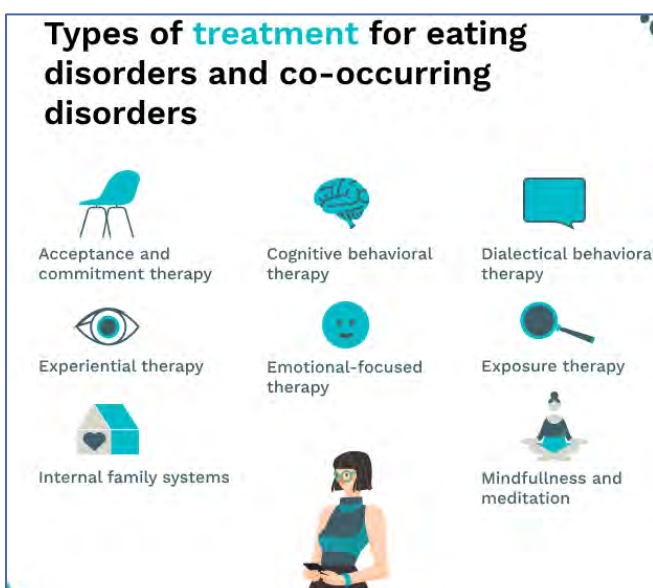 Types of treatment for eating
disorders and co-occurring
disorders
Acceptance and
commitment therapy
Cognitive behavioral
therapy
Dialectical behaviora
therapy
Experiential therapy
Emotional-focused
therapy
Exposure therapy
Internal family systems
Mindfullness and
meditation